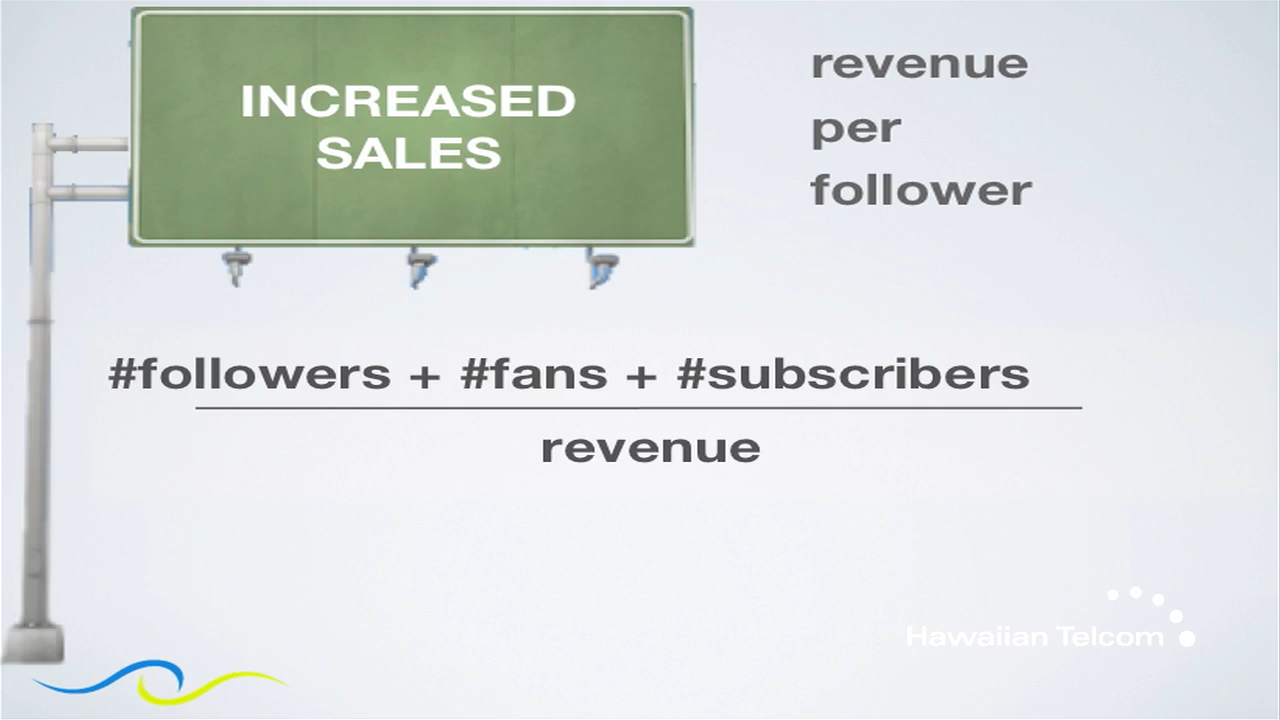 INCREASED
SALES
revenue
per
follower
#followers + #fans + #subscribers
revenue
Hawaiian Telcom